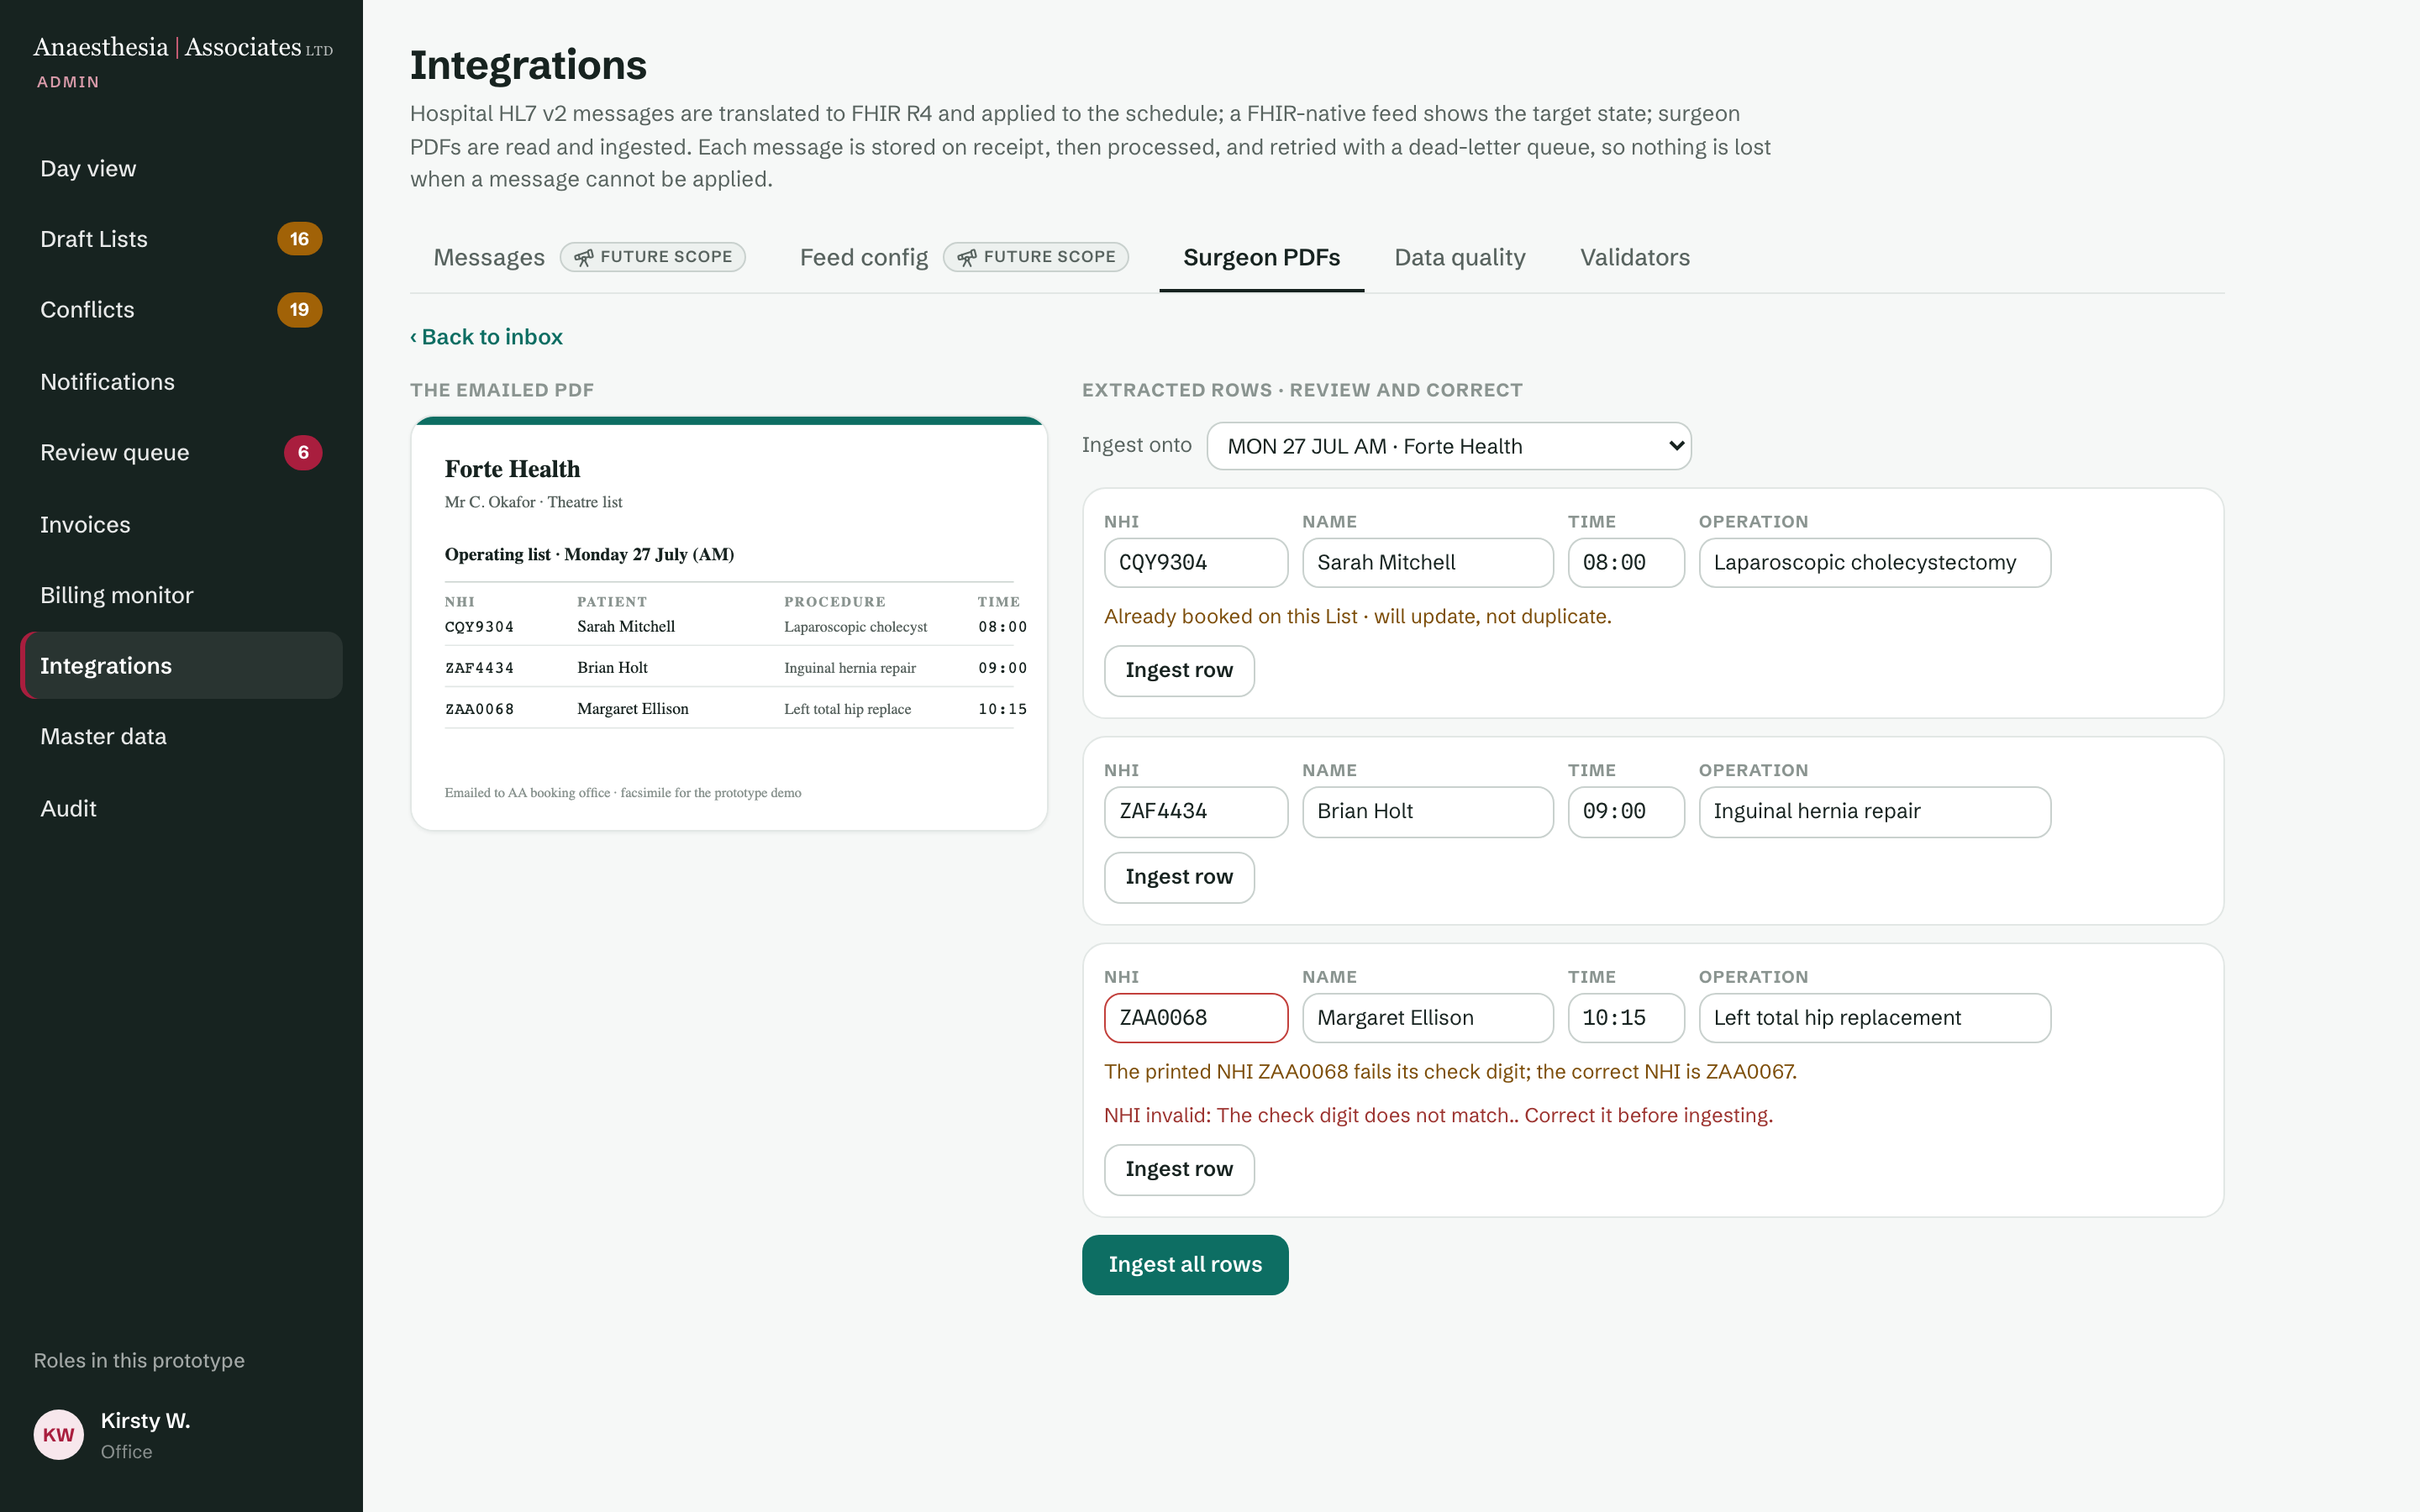 Anaesthesia | Associates LTD
ADMIN
Day view
Draft Lists 16
Conflicts 19
Notifications
Review queue 6
Invoices
Billing monitor
Integrations
Master data
Audit
Roles in this prototype
KW
Kirsty W.
Office
Integrations
Hospital HL7 v2 messages are translated to FHIR R4 and applied to the schedule; a FHIR-native feed shows the target state; surgeon
PDFs are read and ingested. Each message is stored on receipt, then processed, and retried with a dead-letter queue, so nothing is lost
when a message cannot be applied.
Messages FUTURE SCOPE Feed config FUTURE SCOPE Surgeon PDFs Data quality Validators
‹ Back to inbox
THE EMAILED PDF
Forte Health
Mr C. Okafor · Theatre list
Operating list · Monday 27 July (AM)
NHI PATIENT PROCEDURE TIME
CQY9304 Sarah Mitchell Laparoscopic cholecyst 08:00
ZAF4434 Brian Holt Inguinal hernia repair 09:00
ZAA0068 Margaret Ellison Left total hip replace 10:15
Emailed to AA booking office · facsimile for the prototype demo
EXTRACTED ROWS · REVIEW AND CORRECT
Ingest onto MON 27 JUL AM · Forte Health
NHI NAME TIME OPERATION
CQY9304 Sarah Mitchell 08:00 Laparoscopic cholecystectomy
Already booked on this List · will update, not duplicate.
Ingest row
NHI NAME TIME OPERATION
ZAF4434 Brian Holt 09:00 Inguinal hernia repair
Ingest row
NHI NAME TIME OPERATION
ZAA0068 Margaret Ellison 10:15 Left total hip replacement
The printed NHI ZAA0068 fails its check digit; the correct NHI is ZAA0067.
NHI invalid: The check digit does not match.. Correct it before ingesting.
Ingest row
Ingest all rows